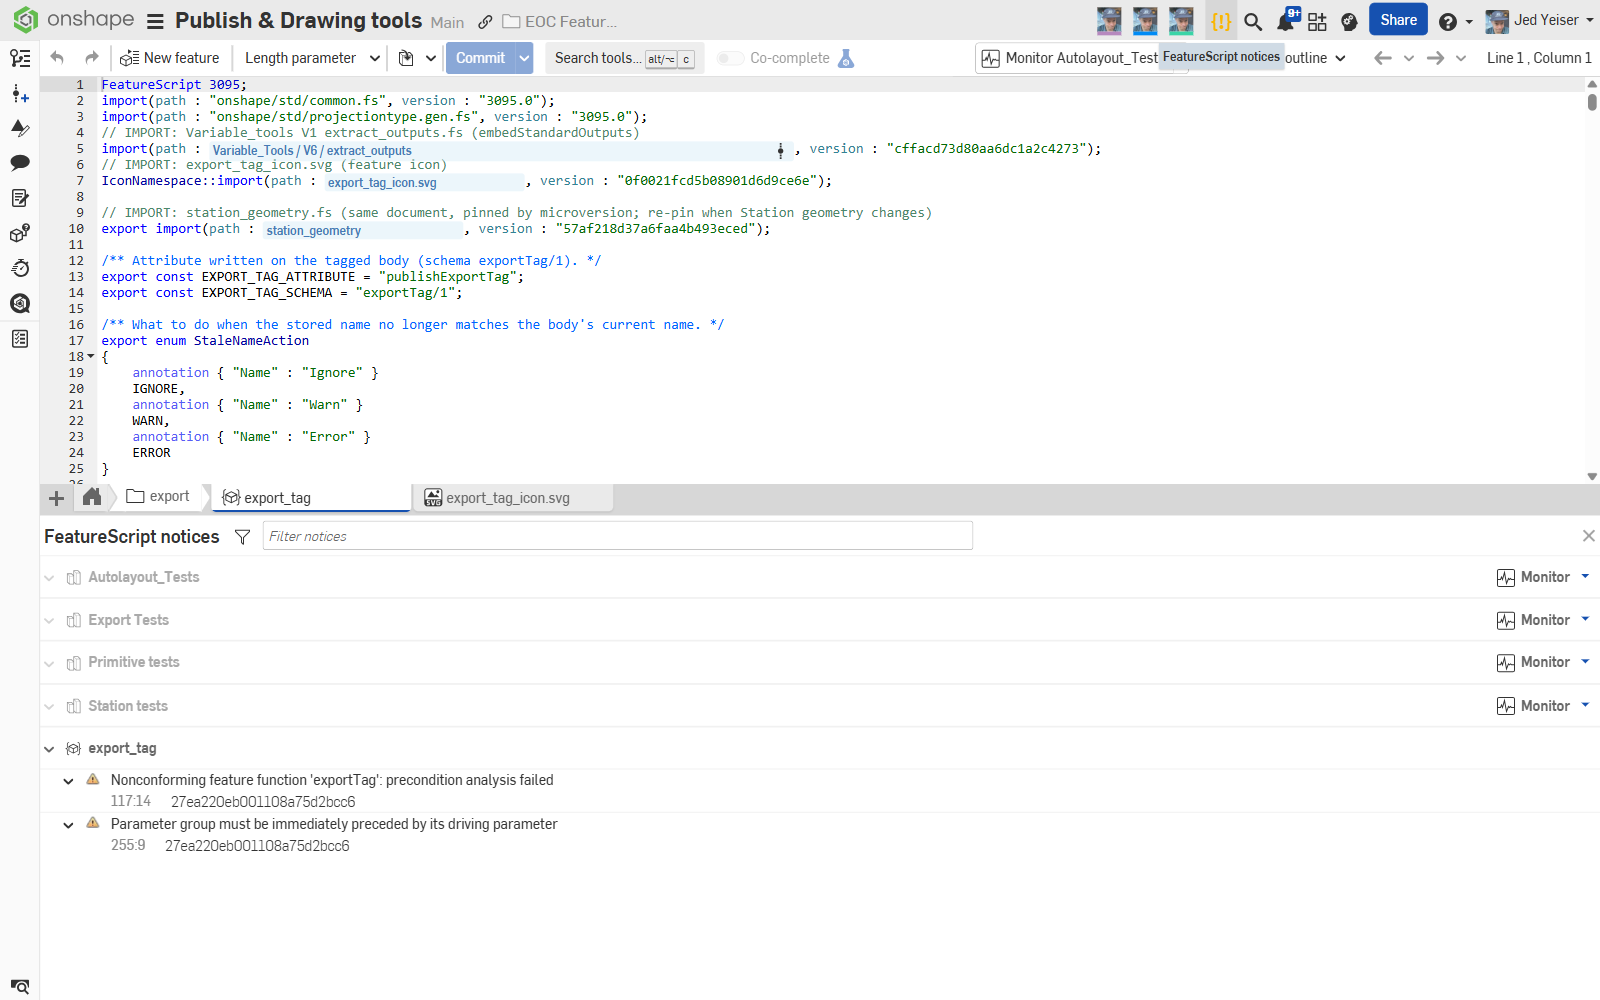 onshape Publish & Drawing tools Main EOC Featur... {!} 9+ Share Jed Yeiser
New feature Length parameter Commit Search tools... alt/⌥ c Co-complete Monitor Autolayout_Test FeatureScript notices outline Line 1 , Column 1
1 FeatureScript 3095;
2 import(path : "onshape/std/common.fs", version : "3095.0");
3 import(path : "onshape/std/projectiontype.gen.fs", version : "3095.0");
4 // IMPORT: Variable_tools V1 extract_outputs.fs (embedStandardOutputs)
5 import(path : Variable_Tools / V6 / extract_outputs , version : "cffacd73d80aa6dc1a2c4273");
6 // IMPORT: export_tag_icon.svg (feature icon)
7 IconNamespace::import(path : export_tag_icon.svg , version : "0f0021fcd5b08901d6d9ce6e");
8
9 // IMPORT: station_geometry.fs (same document, pinned by microversion; re-pin when Station geometry changes)
10 export import(path : station_geometry , version : "57af218d37a6faa4b493eced");
11
12 /** Attribute written on the tagged body (schema exportTag/1). */
13 export const EXPORT_TAG_ATTRIBUTE = "publishExportTag";
14 export const EXPORT_TAG_SCHEMA = "exportTag/1";
15
16 /** What to do when the stored name no longer matches the body's current name. */
17 export enum StaleNameAction
18 {
19 annotation { "Name" : "Ignore" }
20 IGNORE,
21 annotation { "Name" : "Warn" }
22 WARN,
23 annotation { "Name" : "Error" }
24 ERROR
25 }
export export_tag export_tag_icon.svg
FeatureScript notices Filter notices
Autolayout_Tests Monitor
Export Tests Monitor
Primitive tests Monitor
Station tests Monitor
export_tag
Nonconforming feature function 'exportTag': precondition analysis failed
117:14 27ea220eb001108a75d2bcc6
Parameter group must be immediately preceded by its driving parameter
255:9 27ea220eb001108a75d2bcc6